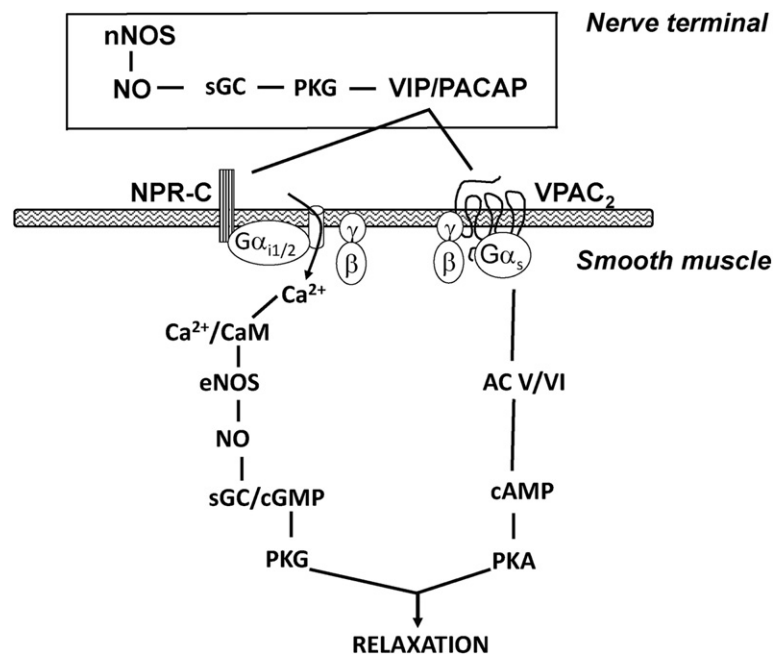 Nerve terminal
nNOS
NO sGC PKG VIP/PACAP
NPR-C VPAC₂
Gαi1/2 γ β γ β Gαs
Smooth muscle
Ca²⁺
Ca²⁺/CaM
eNOS AC V/VI
NO
sGC/cGMP cAMP
PKG PKA
RELAXATION